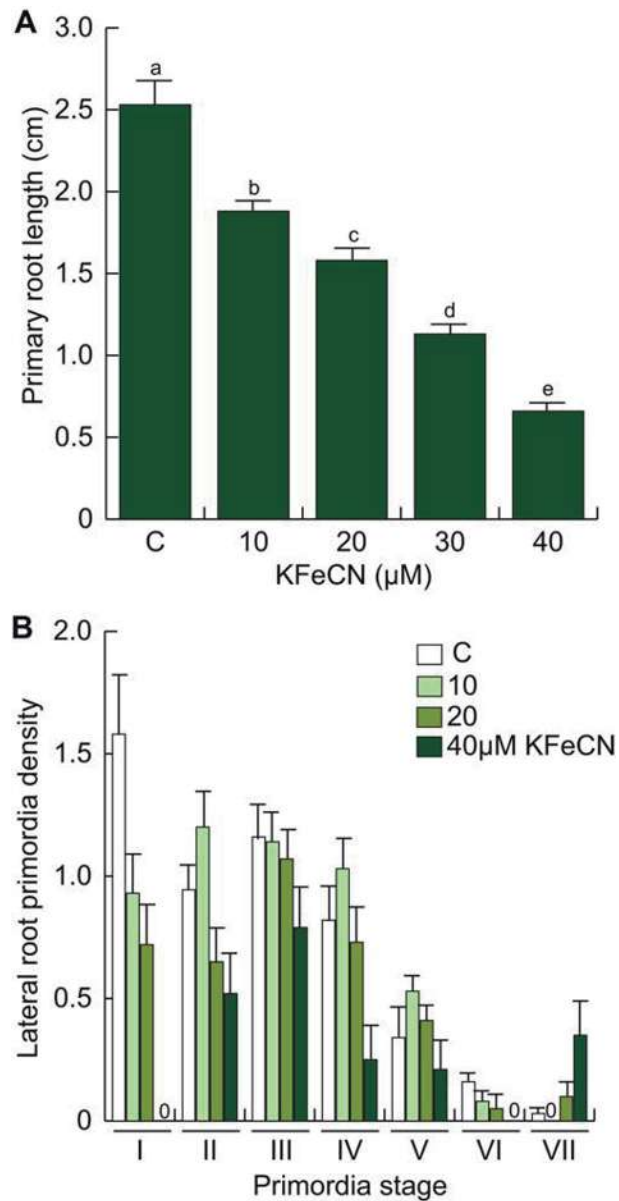 A
3.0
2.5
2.0
1.5
1.0
0.5
0
Primary root length (cm)
a
b
c
d
e
C 10 20 30 40
KFeCN (µM)
B
2.0
1.5
1.0
0.5
0
Lateral root primordia density
C
10
20
40µM KFeCN
0 0 0
I II III IV V VI VII
Primordia stage